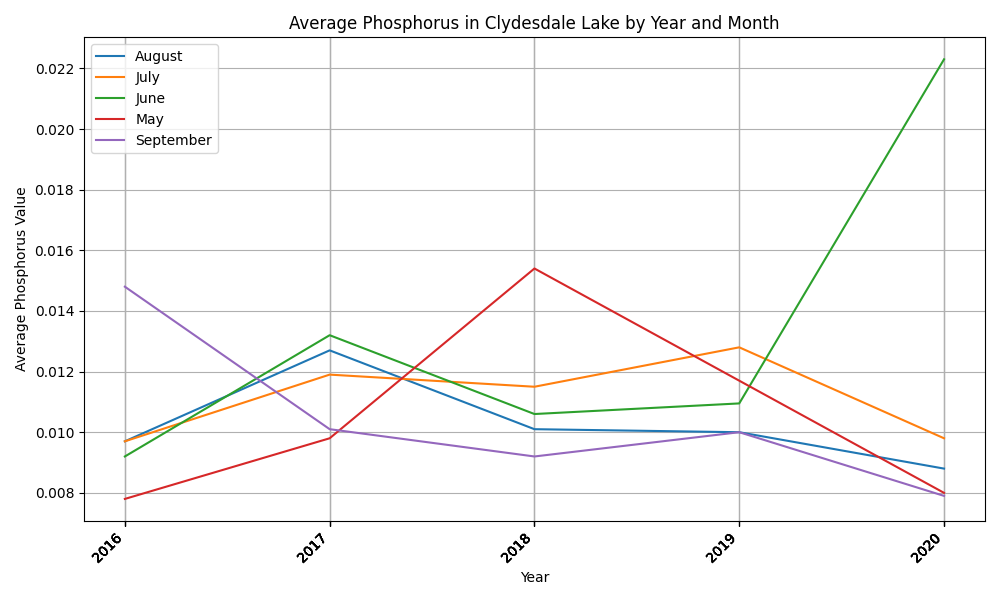 Average Phosphorus in Clydesdale Lake by Year and Month
August
July
June
May
September
Average Phosphorus Value
0.022
0.020
0.018
0.016
0.014
0.012
0.010
0.008
2016
2017
2018
2019
2020
Year